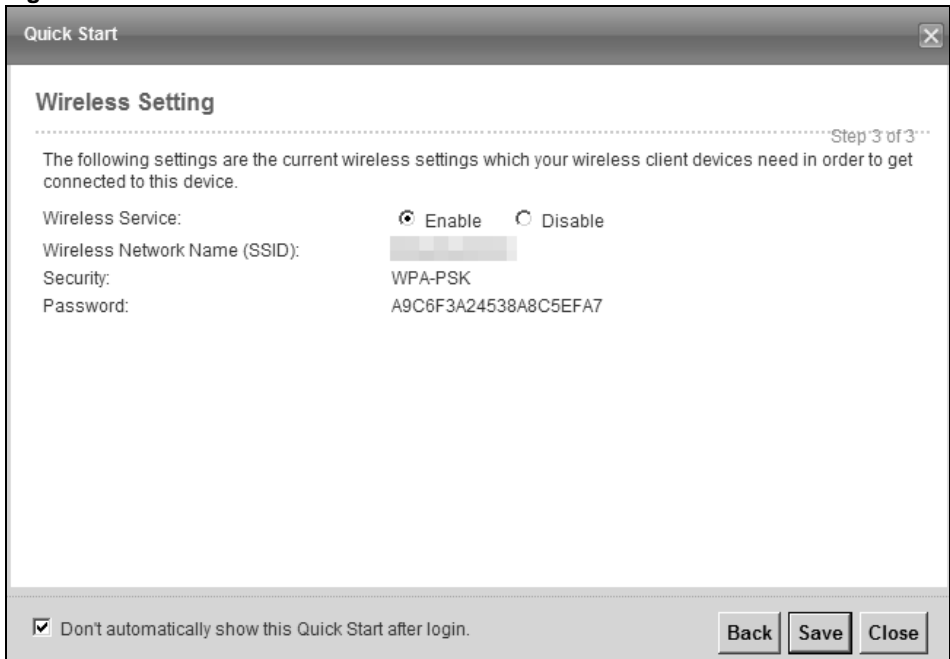 Quick Start
Wireless Setting
Step 3 of 3
The following settings are the current wireless settings which your wireless client devices need in order to get
connected to this device.
Wireless Service: Enable Disable
Wireless Network Name (SSID):
Security: WPA-PSK
Password: A9C6F3A24538A8C5EFA7
Don't automatically show this Quick Start after login. Back Save Close